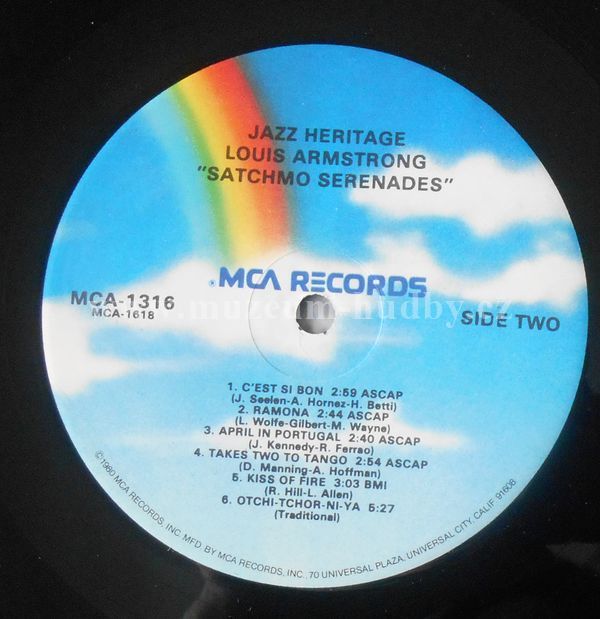 JAZZ HERITAGE
LOUIS ARMSTRONG
"SATCHMO SERENADES"
® MCA RECORDS
MCA-1316
MCA-1618
www.muzeum-hudby.cz
SIDE TWO
1. C'EST SI BON 2:59 ASCAP
(J. Seelen-A. Hornez-H. Betti)
2. RAMONA 2:44 ASCAP
(L. Wolfe-Gilbert-M. Wayne)
3. APRIL IN PORTUGAL 2:40 ASCAP
(J. Kennedy-R. Ferrao)
4. TAKES TWO TO TANGO 2:54 ASCAP
(D. Manning-A. Hoffman)
5. KISS OF FIRE 3:03 BMI
(R. Hill-L. Allen)
6. OTCHI-TCHOR-NI-YA 5:27
(Traditional)
©1980 MCA RECORDS, INC. MFD. BY MCA RECORDS, INC., 70 UNIVERSAL PLAZA, UNIVERSAL CITY, CALIF. 91608